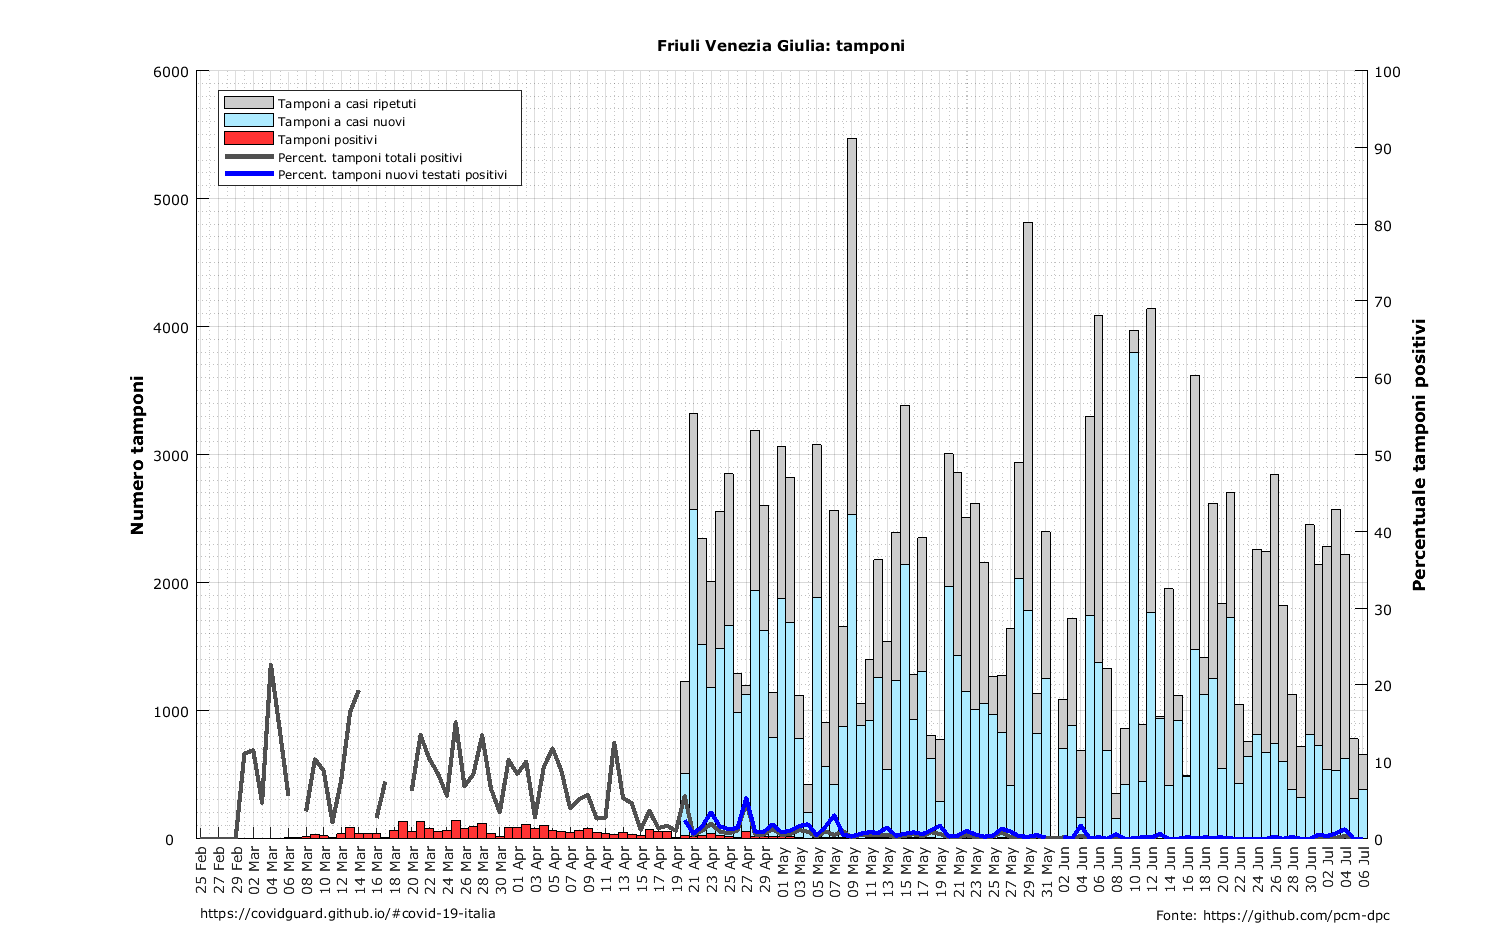 Friuli Venezia Giulia: tamponi
Tamponi a casi ripetuti
Tamponi a casi nuovi
Tamponi positivi
Percent. tamponi totali positivi
Percent. tamponi nuovi testati positivi
Numero tamponi
6000
5000
4000
3000
2000
1000
0
Percentuale tamponi positivi
100
90
80
70
60
50
40
30
20
10
0
25 Feb
27 Feb
29 Feb
02 Mar
04 Mar
06 Mar
08 Mar
10 Mar
12 Mar
14 Mar
16 Mar
18 Mar
20 Mar
22 Mar
24 Mar
26 Mar
28 Mar
30 Mar
01 Apr
03 Apr
05 Apr
07 Apr
09 Apr
11 Apr
13 Apr
15 Apr
17 Apr
19 Apr
21 Apr
23 Apr
25 Apr
27 Apr
29 Apr
01 May
03 May
05 May
07 May
09 May
11 May
13 May
15 May
17 May
19 May
21 May
23 May
25 May
27 May
29 May
31 May
02 Jun
04 Jun
06 Jun
08 Jun
10 Jun
12 Jun
14 Jun
16 Jun
18 Jun
20 Jun
22 Jun
24 Jun
26 Jun
28 Jun
30 Jun
02 Jul
04 Jul
06 Jul
https://covidguard.github.io/#covid-19-italia
Fonte: https://github.com/pcm-dpc